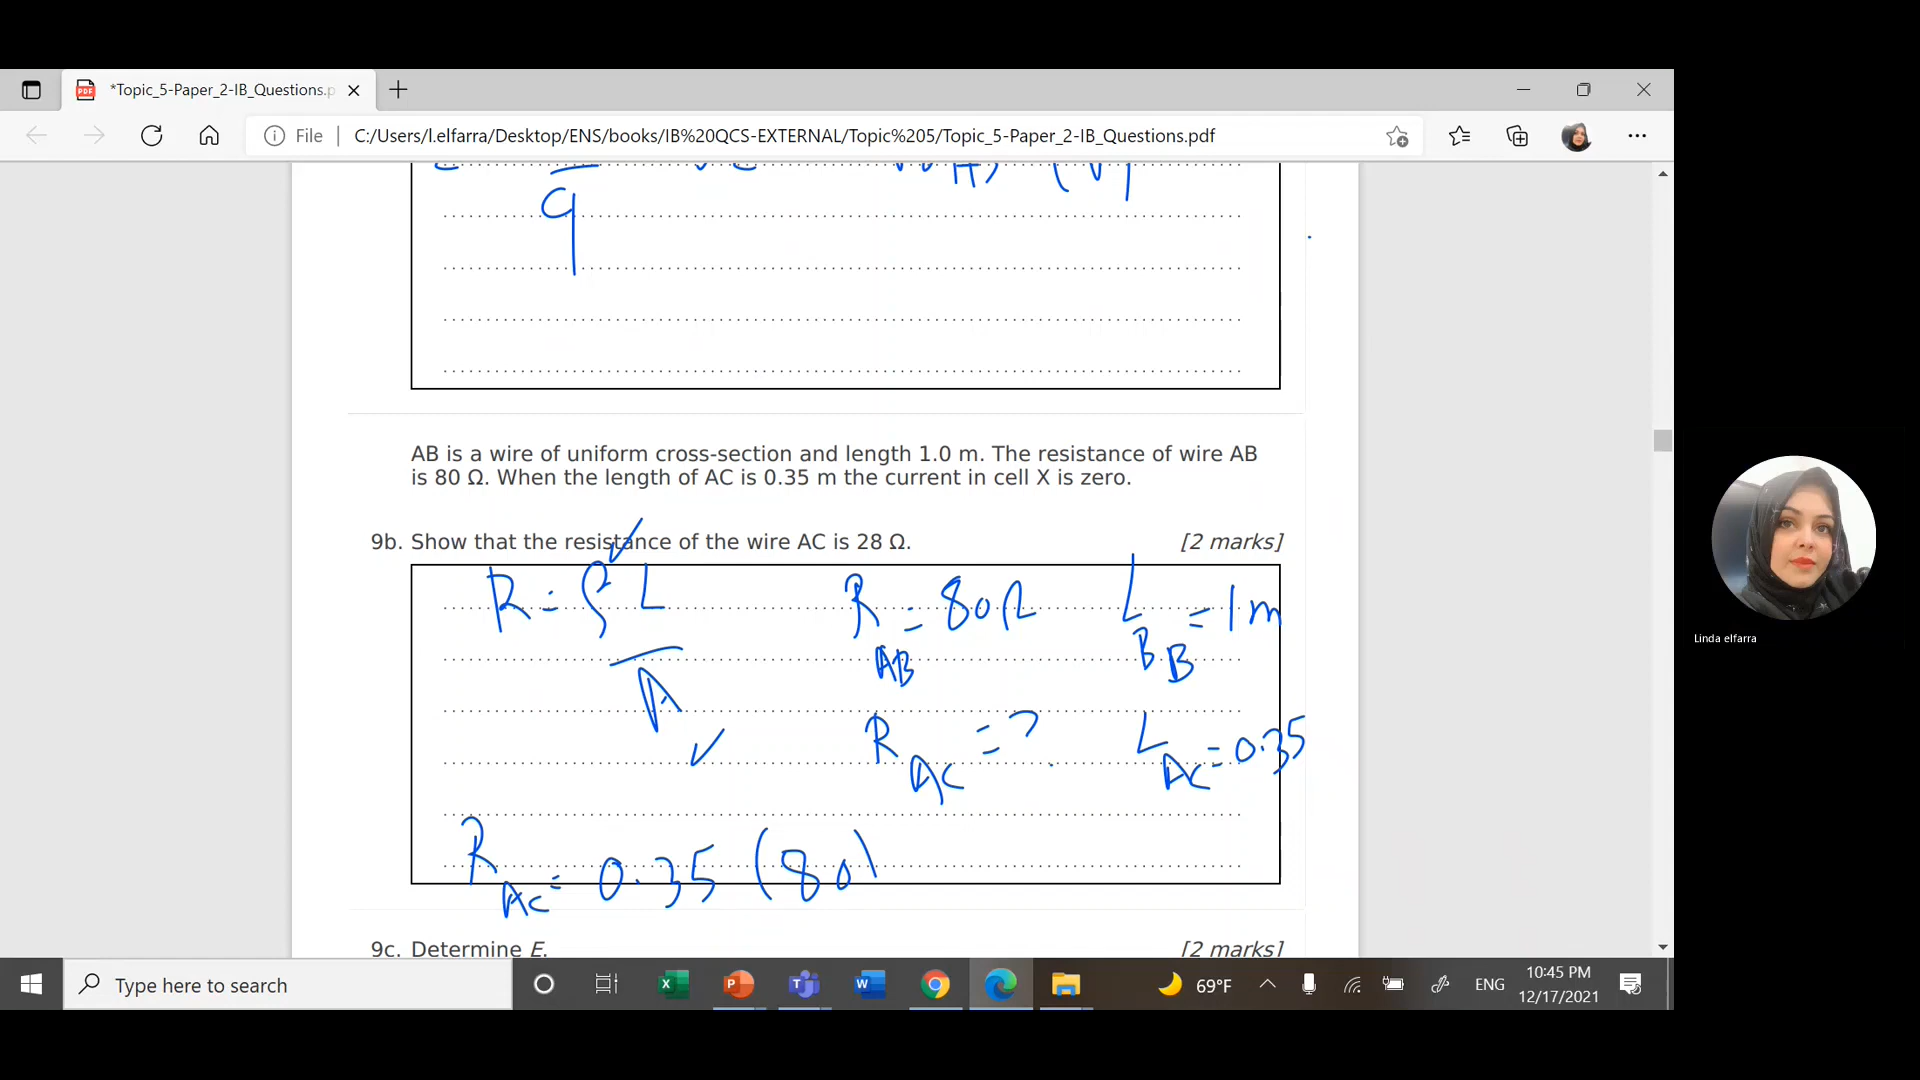 *Topic_5-Paper_2-IB_Questions.p
File | C:/Users/l.elfarra/Desktop/ENS/books/IB%20QCS-EXTERNAL/Topic%205/Topic_5-Paper_2-IB_Questions.pdf
q
AB is a wire of uniform cross-section and length 1.0 m. The resistance of wire AB
is 80 Ω. When the length of AC is 0.35 m the current in cell X is zero.
9b. Show that the resistance of the wire AC is 28 Ω. [2 marks]
R = ρ L / A
R AB = 80 Ω
L BB = 1 m
R AC = ?
L AC = 0.35
R AC = 0.35 (80)
9c. Determine E. [2 marks]
Linda elfarra
Type here to search
69°F
ENG
10:45 PM
12/17/2021